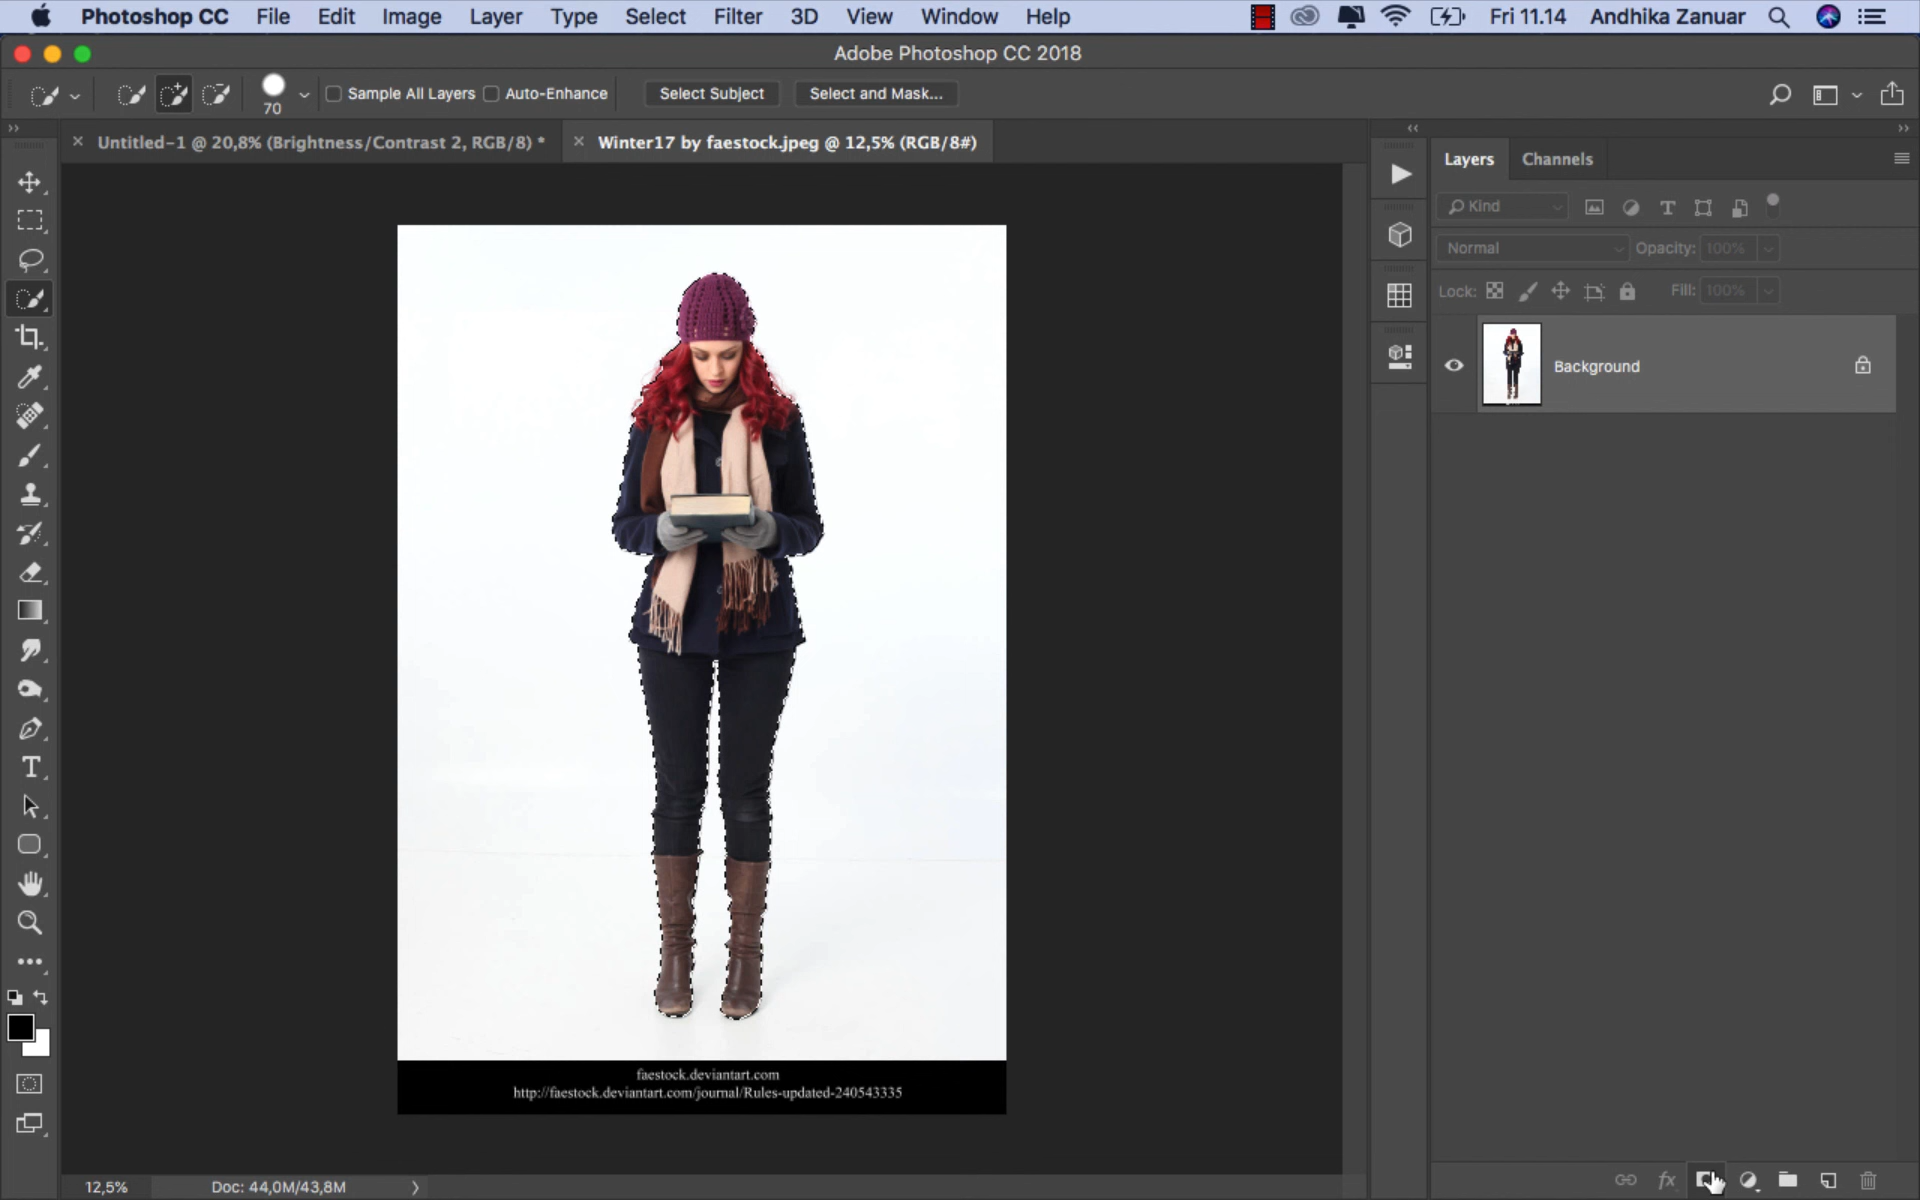 Photoshop CC File Edit Image Layer Type Select Filter 3D View Window Help Fri 11.14 Andhika Zanuar
Adobe Photoshop CC 2018
70 Sample All Layers Auto-Enhance Select Subject Select and Mask...
Untitled-1 @ 20,8% (Brightness/Contrast 2, RGB/8) * Winter17 by faestock.jpeg @ 12,5% (RGB/8#)
Layers Channels
Kind
Normal Opacity: 100%
Lock: Fill: 100%
Background
faestock.deviantart.com
http://faestock.deviantart.com/journal/Rules-updated-240543335
12,5% Doc: 44,0M/43,8M